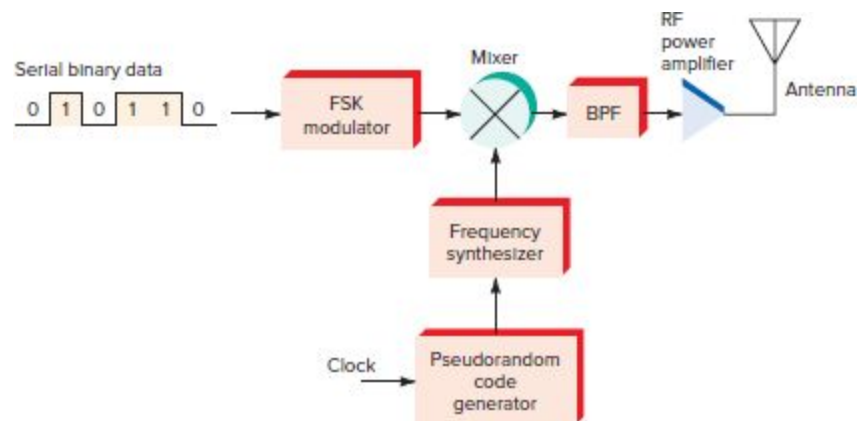 Serial binary data
0 1 0 1 1 0
FSK
modulator
Mixer
BPF
RF
power
amplifier
Antenna
Frequency
synthesizer
Clock
Pseudorandom
code
generator